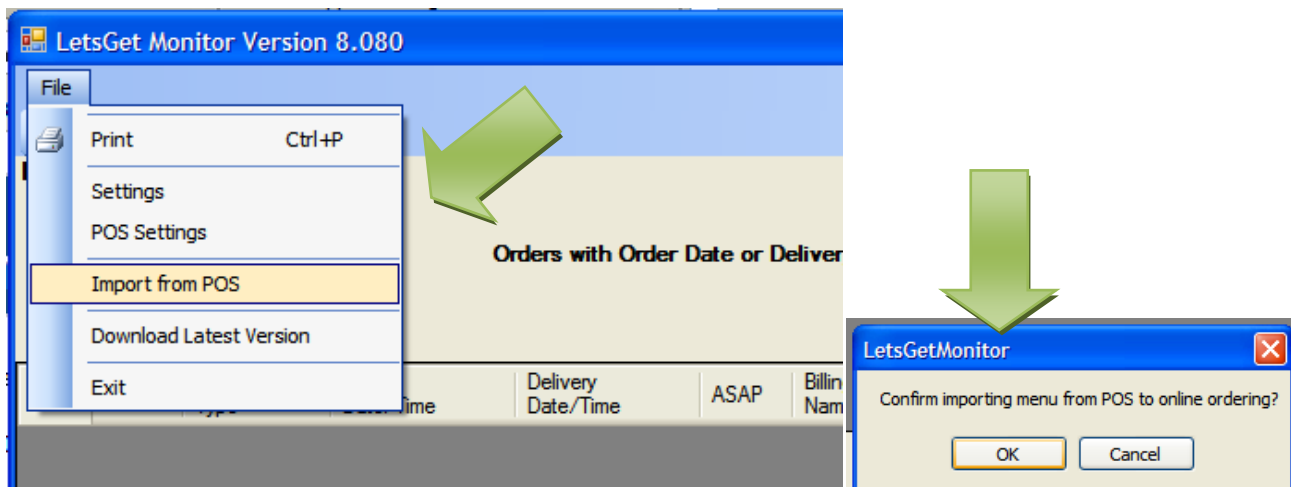 LetsGet Monitor Version 8.080
File
Print Ctrl+P
Settings
POS Settings
Import from POS
Download Latest Version
Exit
Orders with Order Date or Deliver
Delivery
Date/Time
ASAP
Billin
Nam
LetsGetMonitor
Confirm importing menu from POS to online ordering?
OK Cancel